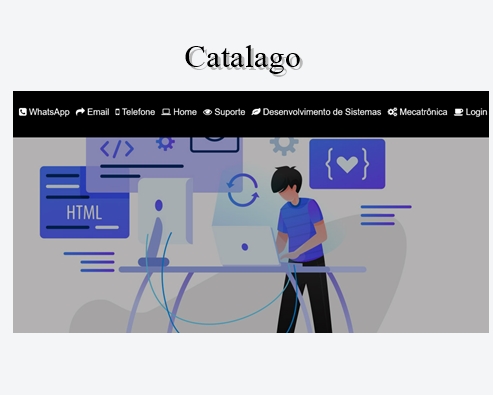 Catalago
WhatsApp Email Telefone Home Suporte Desenvolvimento de Sistemas Mecatrônica Login
</> {♥}
HTML